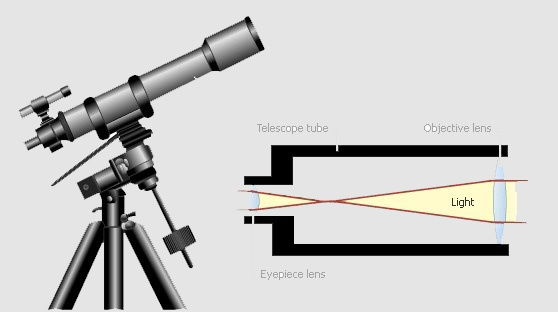 Telescope tube
Objective lens
Light
Eyepiece lens